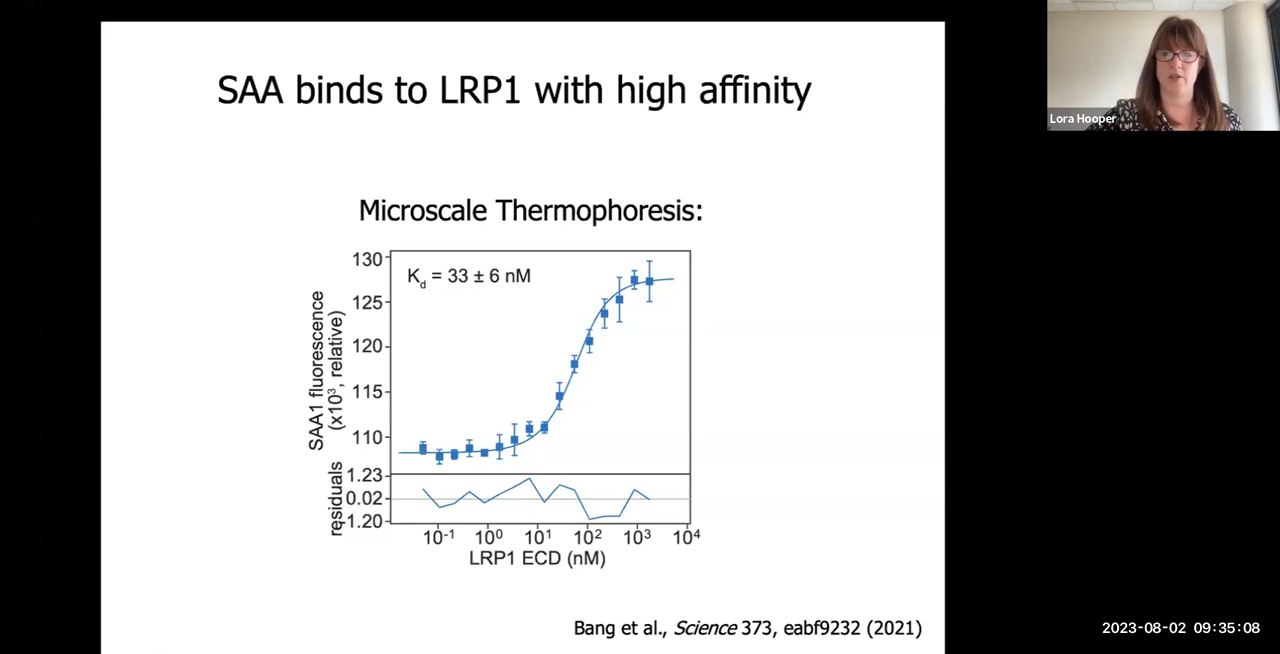 SAA binds to LRP1 with high affinity
Lora Hooper
Microscale Thermophoresis:
K_d = 33 ± 6 nM
SAA1 fluorescence
(x10³, relative)
130
125
120
115
110
residuals
1.23
0.02
-1.20
10⁻¹ 10⁰ 10¹ 10² 10³ 10⁴
LRP1 ECD (nM)
Bang et al., Science 373, eabf9232 (2021)
2023-08-02 09:35:08